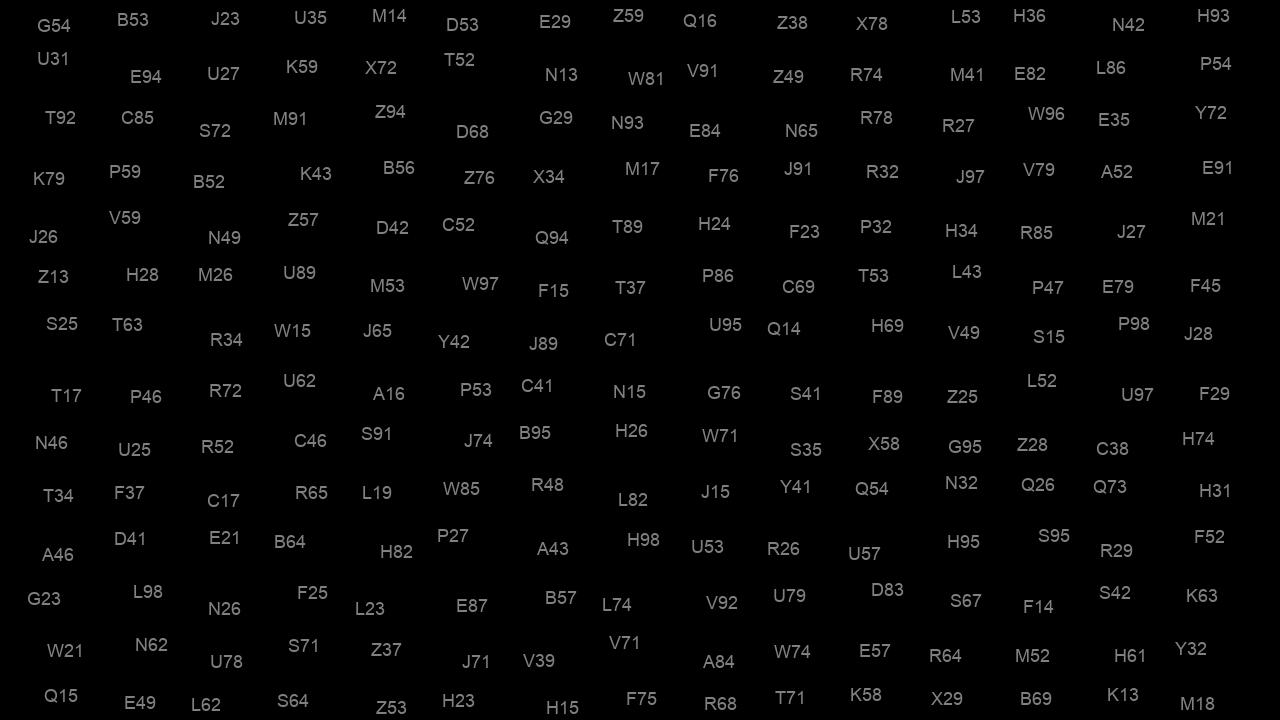 G54 B53 J23 U35 M14 D53 E29 Z59 Q16 Z38 X78 L53 H36 N42 H93
U31 E94 U27 K59 X72 T52 N13 W81 V91 Z49 R74 M41 E82 L86 P54
T92 C85 S72 M91 Z94 D68 G29 N93 E84 N65 R78 R27 W96 E35 Y72
K79 P59 B52 K43 B56 Z76 X34 M17 F76 J91 R32 J97 V79 A52 E91
J26 V59 N49 Z57 D42 C52 Q94 T89 H24 F23 P32 H34 R85 J27 M21
Z13 H28 M26 U89 M53 W97 F15 T37 P86 C69 T53 L43 P47 E79 F45
S25 T63 R34 W15 J65 Y42 J89 C71 U95 Q14 H69 V49 S15 P98 J28
T17 P46 R72 U62 A16 P53 C41 N15 G76 S41 F89 Z25 L52 U97 F29
N46 U25 R52 C46 S91 J74 B95 H26 W71 S35 X58 G95 Z28 C38 H74
T34 F37 C17 R65 L19 W85 R48 L82 J15 Y41 Q54 N32 Q26 Q73 H31
A46 D41 E21 B64 H82 P27 A43 H98 U53 R26 U57 H95 S95 R29 F52
G23 L98 N26 F25 L23 E87 B57 L74 V92 U79 D83 S67 F14 S42 K63
W21 N62 U78 S71 Z37 J71 V39 V71 A84 W74 E57 R64 M52 H61 Y32
Q15 E49 L62 S64 Z53 H23 H15 F75 R68 T71 K58 X29 B69 K13 M18